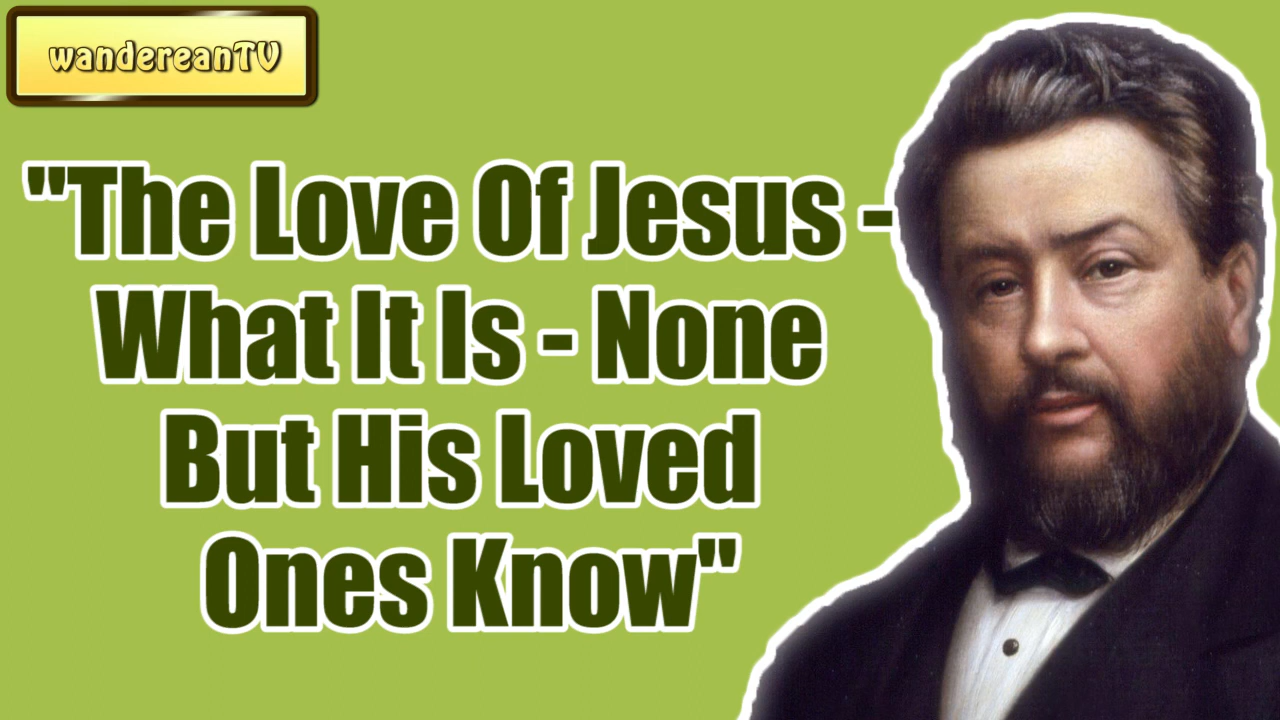 wandereanTV
"The Love Of Jesus -
What It Is - None
But His Loved
Ones Know"